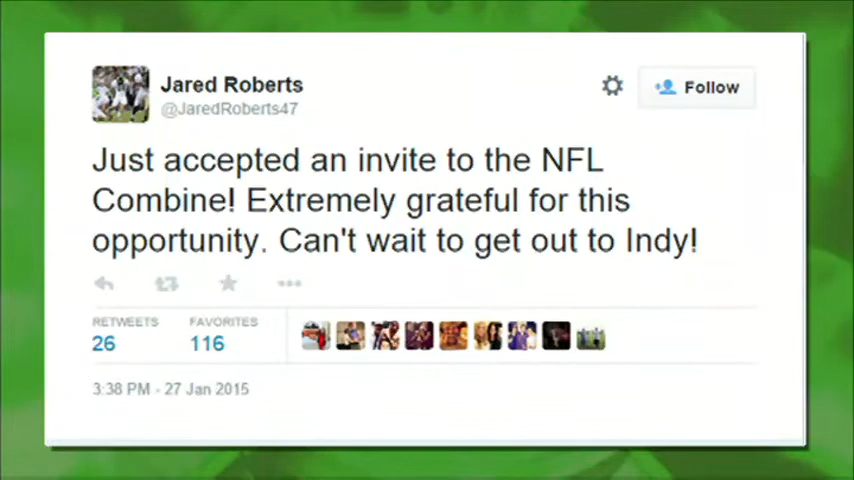 Jared Roberts
@JaredRoberts47
Follow
Just accepted an invite to the NFL
Combine! Extremely grateful for this
opportunity. Can't wait to get out to Indy!
RETWEETS FAVORITES
26 116
3:38 PM - 27 Jan 2015